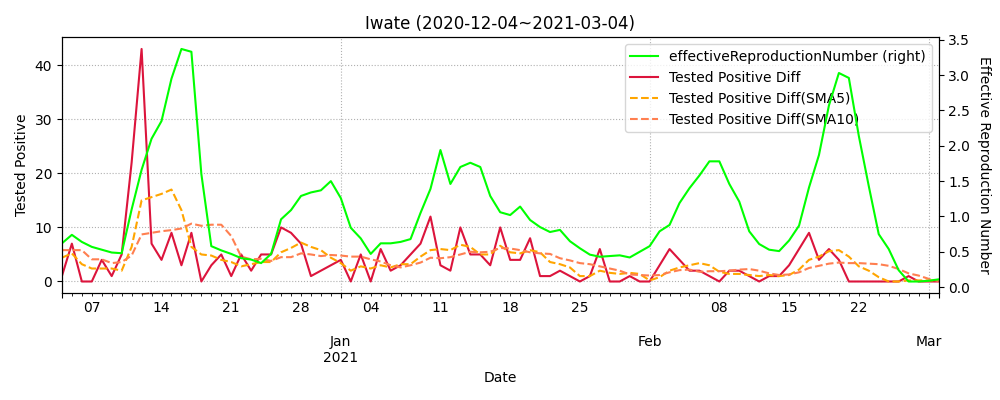 Iwate (2020-12-04~2021-03-04)
effectiveReproductionNumber (right)
Tested Positive Diff
Tested Positive Diff(SMA5)
Tested Positive Diff(SMA10)
Tested Positive
40
30
20
10
0
3.5
3.0
2.5
2.0
1.5
1.0
0.5
0.0
Effective Reproduction Number
07 14 21 28 04 11 18 25 08 15 22
Jan Feb Mar
2021
Date